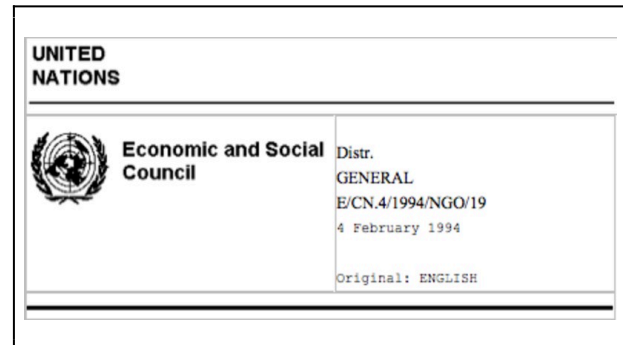 UNITED
NATIONS
Economic and Social
Council
Distr.
GENERAL
E/CN.4/1994/NGO/19
4 February 1994
Original: ENGLISH